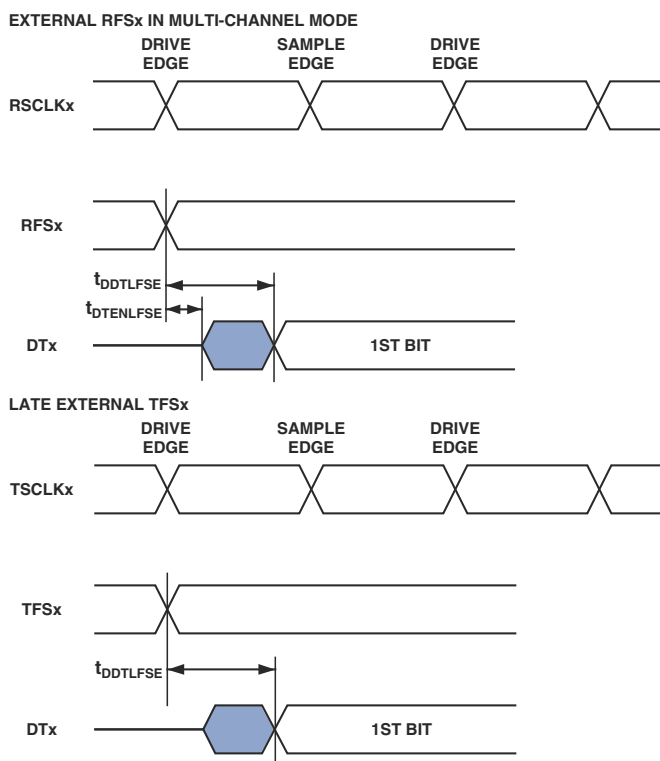 EXTERNAL RFSx IN MULTI-CHANNEL MODE
DRIVE EDGE
SAMPLE EDGE
DRIVE EDGE
RSCLKx
RFSx
tDDTLFSE
tDTENLFSE
DTx
1ST BIT
LATE EXTERNAL TFSx
DRIVE EDGE
SAMPLE EDGE
DRIVE EDGE
TSCLKx
TFSx
tDDTLFSE
DTx
1ST BIT